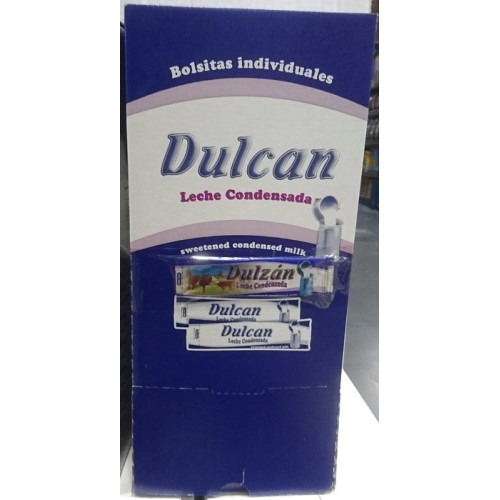 Bolsitas individuales
Dulcan
Leche Condensada
sweetened condensed milk
Dulzán
Leche Condensada
Dulcan
Leche Condensada
Dulcan
Leche Condensada